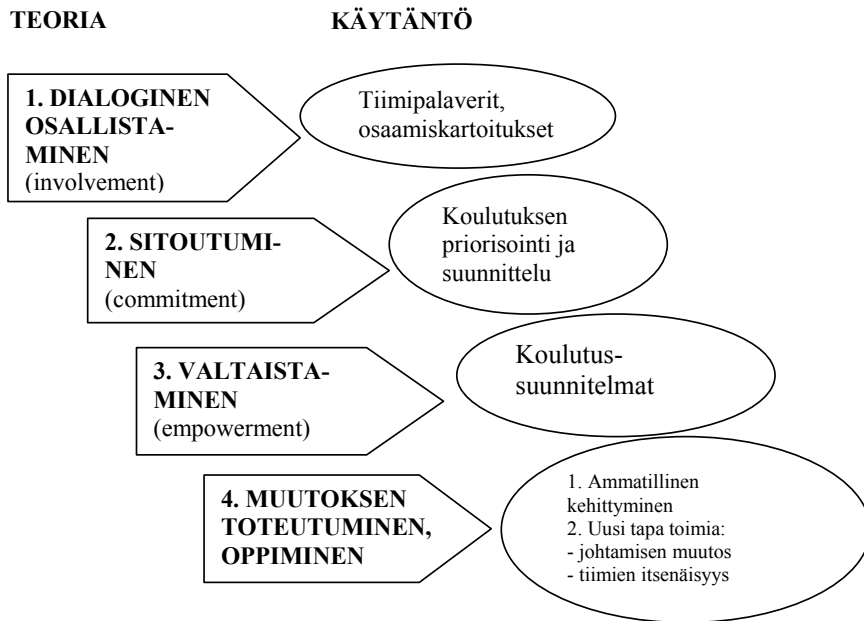 TEORIA
KÄYTÄNTÖ
1. DIALOGINEN
OSALLISTA-
MINEN
(involvement)
Tiimipalaverit,
osaamiskartoitukset
2. SITOUTUMI-
NEN
(commitment)
Koulutuksen
priorisointi ja
suunnittelu
3. VALTAISTA-
MINEN
(empowerment)
Koulutus-
suunnitelmat
4. MUUTOKSEN
TOTEUTUMINEN,
OPPIMINEN
1. Ammatillinen
kehittyminen
2. Uusi tapa toimia:
- johtamisen muutos
- tiimien itsenäisyys